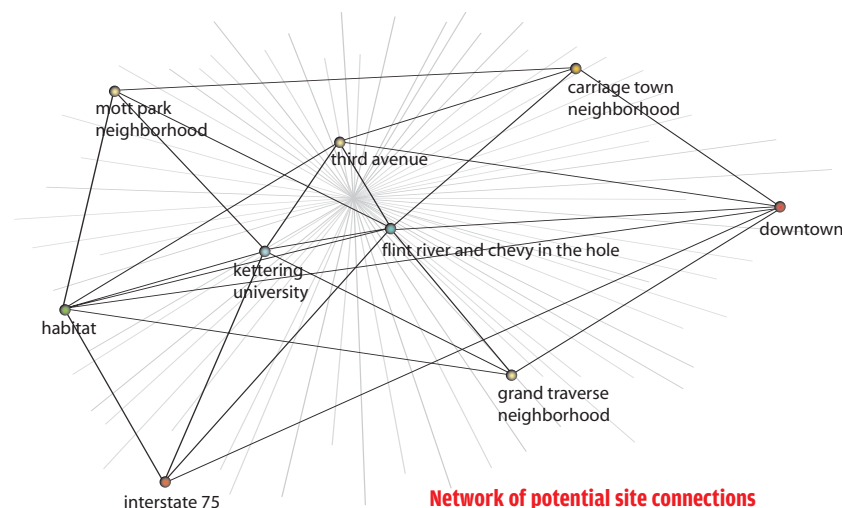 carriage town
neighborhood
mott park
neighborhood
third avenue
downtown
flint river and chevy in the hole
kettering
university
habitat
grand traverse
neighborhood
interstate 75
Network of potential site connections